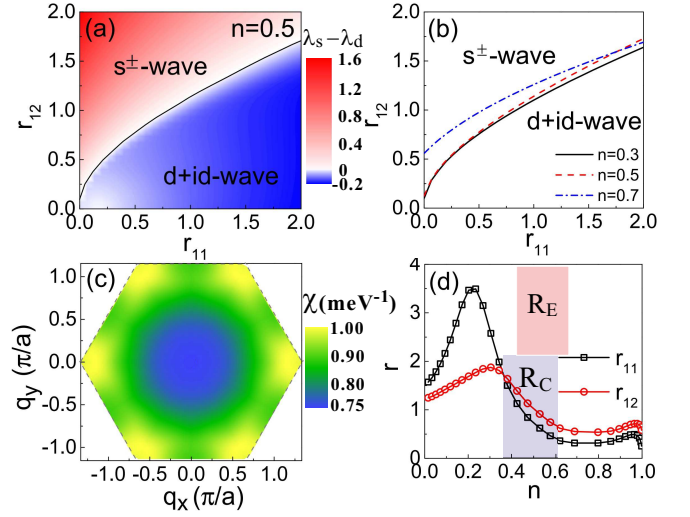 (a)
n=0.5
s±-wave
d+id-wave
r₁₂
2.0
1.5
1.0
0.5
0.0
0.0 0.5 1.0 1.5 2.0
r₁₁
λₛ−λ_d
1.6
1.2
0.8
0.4
0
-0.2
(b)
s±-wave
d+id-wave
n=0.3
n=0.5
n=0.7
r₁₂
2.0
1.5
1.0
0.5
0.0
0.0 0.5 1.0 1.5 2.0
r₁₁
(c)
q_y (π/a)
1.0
0.5
0.0
-0.5
-1.0
-1.0 -0.5 0.0 0.5 1.0
qₓ (π/a)
χ(meV⁻¹)
1.00
0.90
0.80
0.75
(d)
R_E
R_C
r₁₁
r₁₂
r
4
3
2
1
0
0.0 0.2 0.4 0.6 0.8 1.0
n